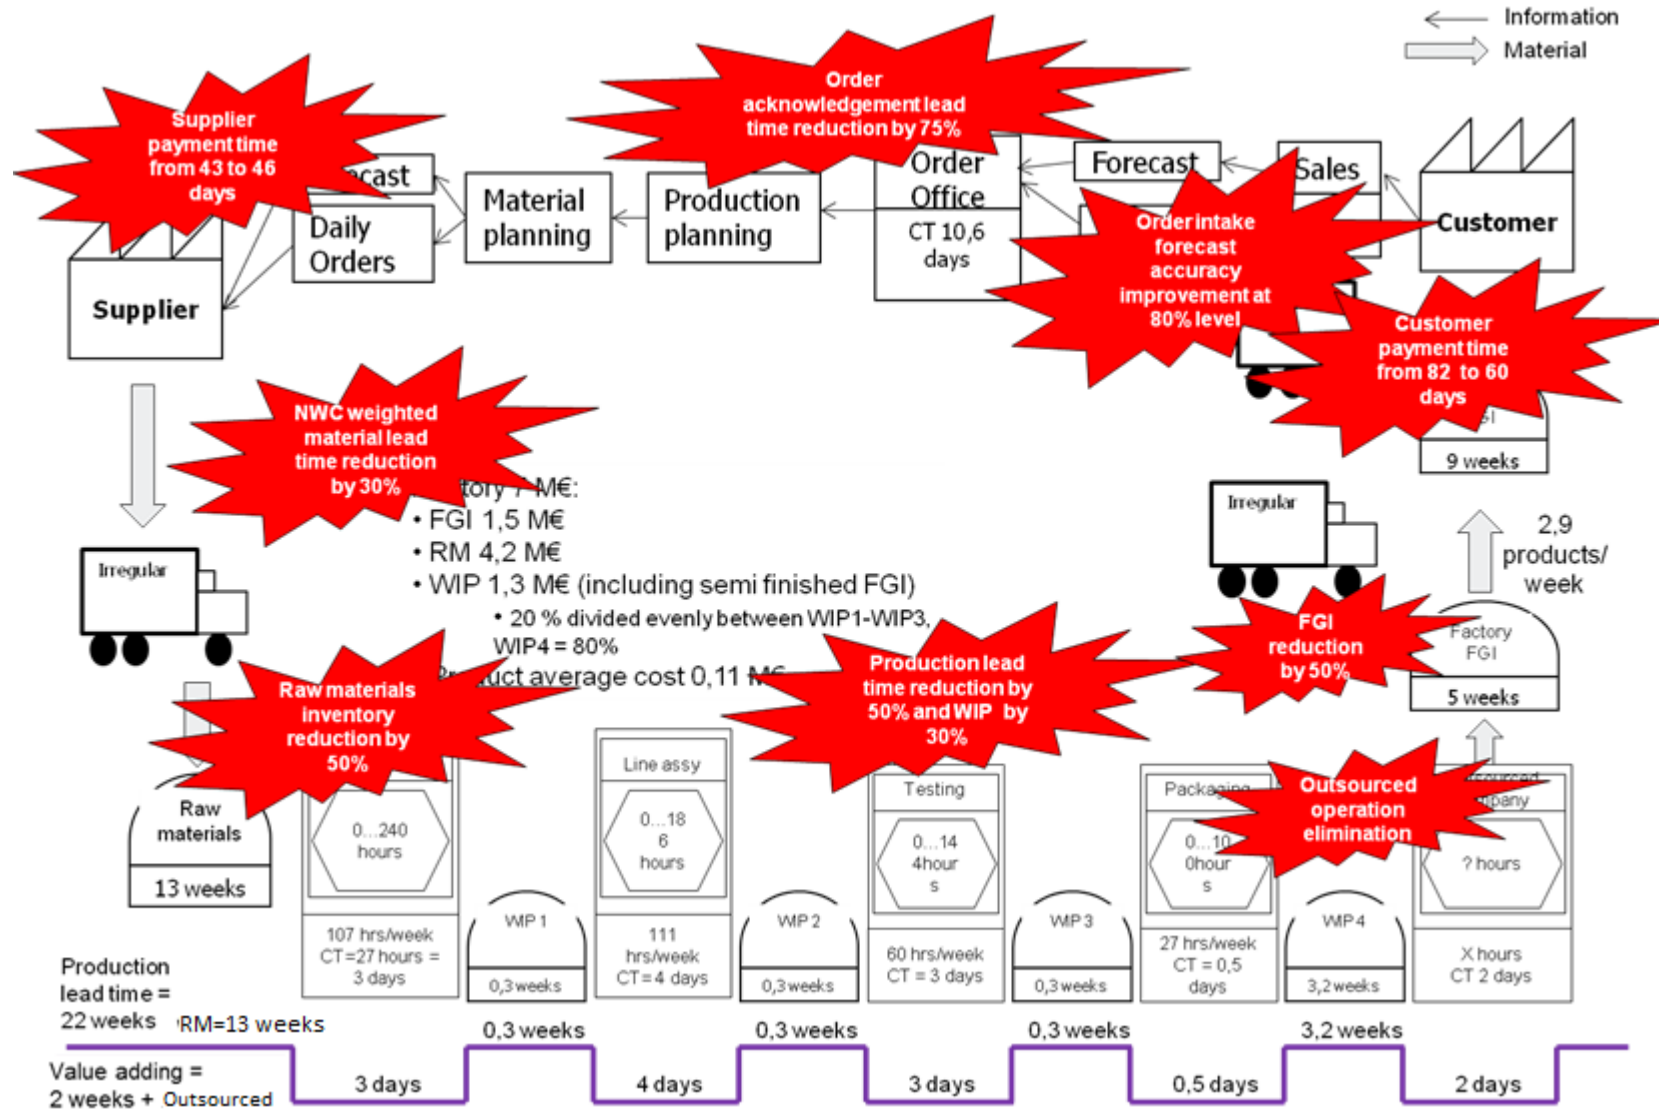 Information
Material
Supplier
payment time
from 43 to 46
days
Order
acknowledgement lead
time reduction by 75%
Daily
Orders
Material
planning
Production
planning
Order
Office
CT 10,6
days
Forecast
Sales
Customer
Supplier
Order intake
forecast
accuracy
improvement at
80% level
Customer
payment time
from 82 to 60
days
9 weeks
NWC weighted
material lead
time reduction
by 30%
M€:
• FGI 1,5 M€
• RM 4,2 M€
• WIP 1,3 M€ (including semi finished FGI)
• 20 % divided evenly between WIP1-WIP3,
WIP4 = 80%
average cost 0,11 M€
Irregular
Irregular
2,9
products/
week
FGI
reduction
by 50%
Factory
FGI
5 weeks
Raw materials
inventory
reduction by
50%
Production lead
time reduction by
50% and WIP by
30%
Outsourced
operation
elimination
Raw
materials
13 weeks
0...240
hours
107 hrs/week
CT=27 hours =
3 days
WIP 1
0,3 weeks
Line assy
0...18
6
hours
111
hrs/week
CT= 4 days
WIP 2
0,3 weeks
Testing
0...14
4hour
s
60 hrs/week
CT = 3 days
WIP 3
0,3 weeks
Packaging
0...10
0hour
s
27 hrs/week
CT = 0,5
days
WIP 4
3,2 weeks
? hours
X hours
CT 2 days
Production
lead time =
22 weeks
RM=13 weeks
0,3 weeks
0,3 weeks
0,3 weeks
3,2 weeks
Value adding =
2 weeks + Outsourced
3 days
4 days
3 days
0,5 days
2 days